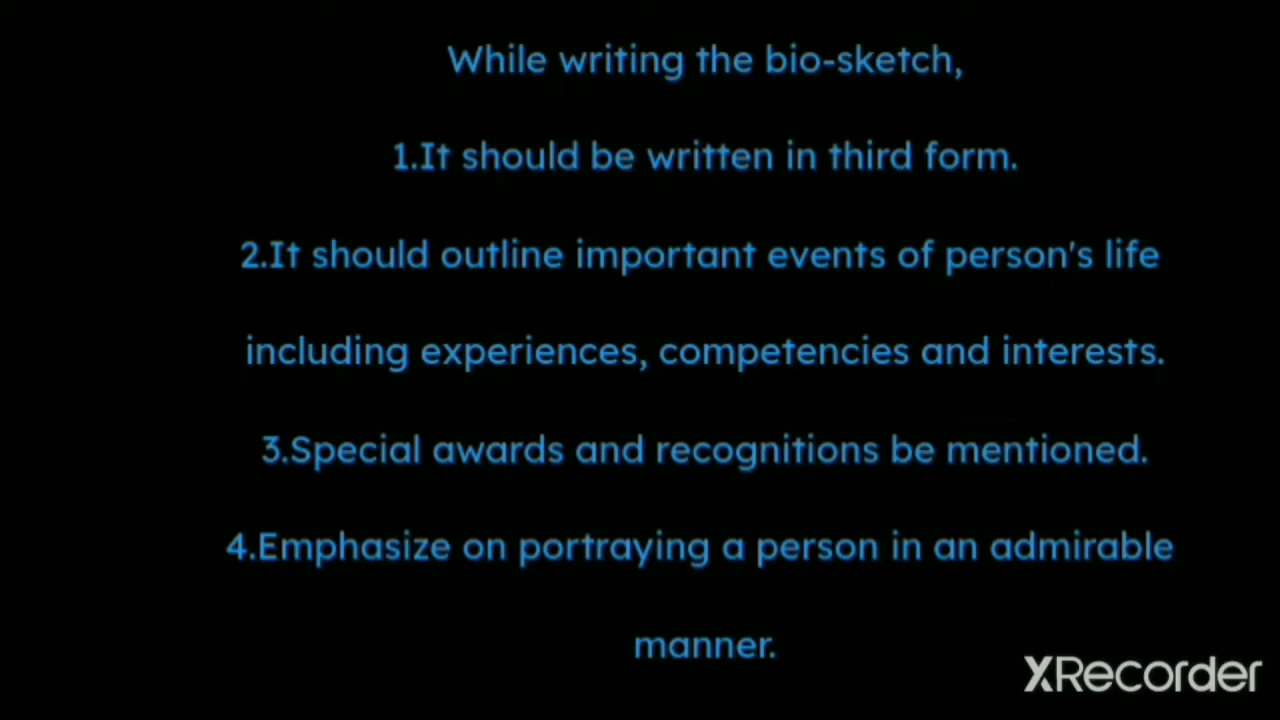 While writing the bio-sketch,
1.It should be written in third form.
2.It should outline important events of person's life
including experiences, competencies and interests.
3.Special awards and recognitions be mentioned.
4.Emphasize on portraying a person in an admirable
manner.
XRecorder